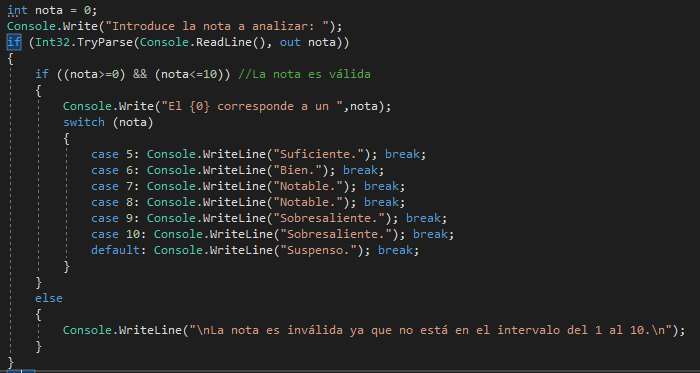 int nota = 0;
Console.Write("Introduce la nota a analizar: ");
if (Int32.TryParse(Console.ReadLine(), out nota))
{
if ((nota>=0) && (nota<=10)) //La nota es válida
{
Console.Write("El {0} corresponde a un ",nota);
switch (nota)
{
case 5: Console.WriteLine("Suficiente."); break;
case 6: Console.WriteLine("Bien."); break;
case 7: Console.WriteLine("Notable."); break;
case 8: Console.WriteLine("Notable."); break;
case 9: Console.WriteLine("Sobresaliente."); break;
case 10: Console.WriteLine("Sobresaliente."); break;
default: Console.WriteLine("Suspenso."); break;
}
}
else
{
Console.WriteLine("\nLa nota es inválida ya que no está en el intervalo del 1 al 10.\n");
}
}